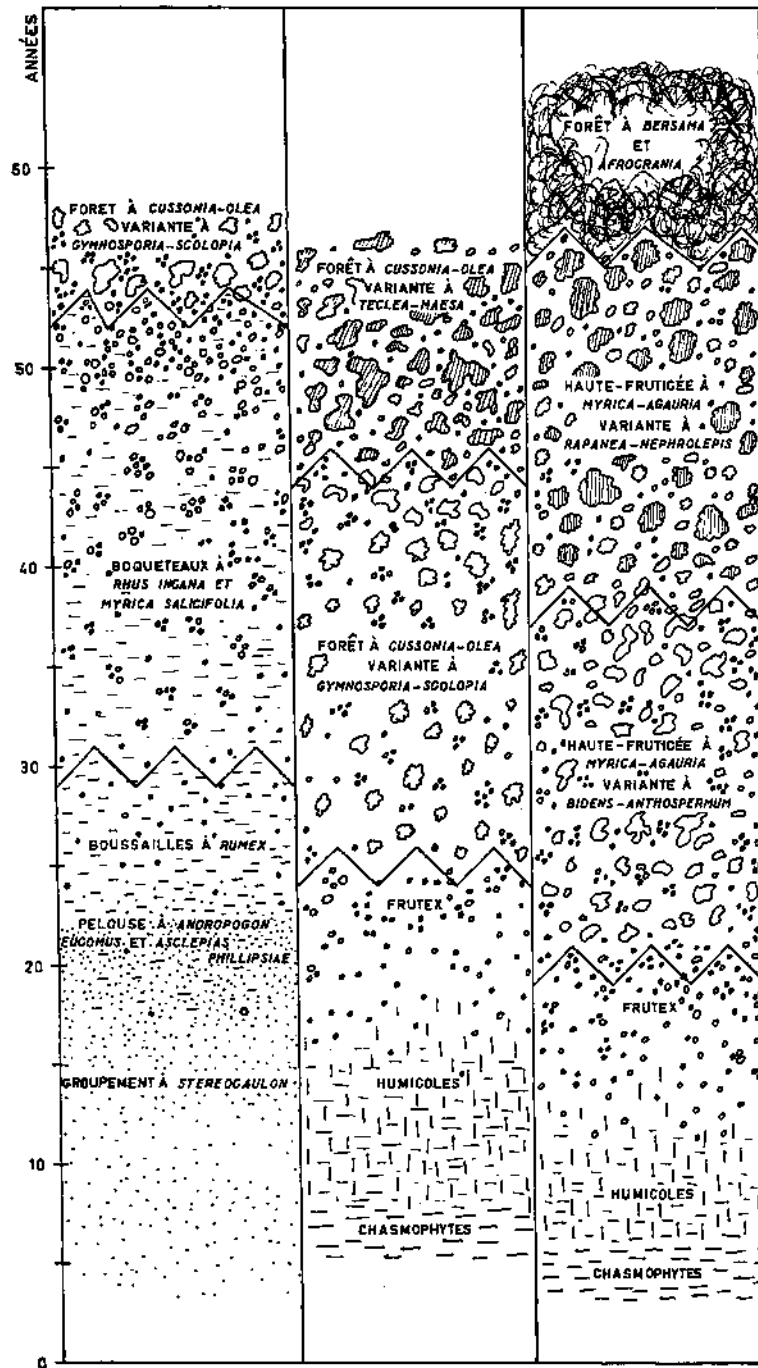 ANNÉES
60
50
40
30
20
10
0
FORET À CUSSONIA-OLEA
VARIANTE À
GYMNOSPORIA-SCOLOPIA
BOQUETEAUX À
RHUS INCANA ET
MYRICA SALICIFOLIA
BOUSSAILLES À RUMEX
PELOUSE À ANDROPOGON
EUCOMUS ET ASCLEPIAS
PHILLIPSIAE
GROUPEMENT À STEREOCAULON
FORÊT À CUSSONIA-OLEA
VARIANTE À
TECLEA-MAESA
FORÊT À CUSSONIA-OLEA
VARIANTE À
GYMNOSPORIA-SCOLOPIA
FRUTEX
HUMICOLES
CHASMOPHYTES
FORÊT À BERSAMA
ET
AFROCRANIA
HAUTE-FRUTICÉE À
MYRICA-AGAURIA
VARIANTE À
RAPANEA-NEPHROLEPIS
HAUTE-FRUTICÉE À
MYRICA-AGAURIA
VARIANTE À
BIDENS-ANTHOSPERMUM
FRUTEX
HUMICOLES
CHASMOPHYTES